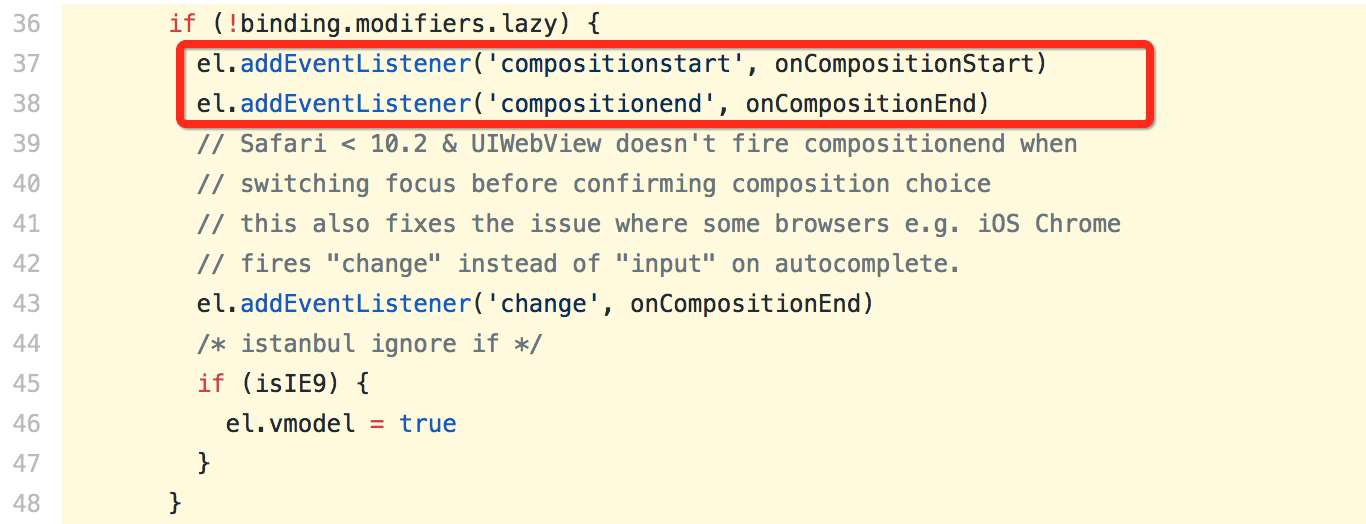 36 if (!binding.modifiers.lazy) {
37 el.addEventListener('compositionstart', onCompositionStart)
38 el.addEventListener('compositionend', onCompositionEnd)
39 // Safari < 10.2 & UIWebView doesn't fire compositionend when
40 // switching focus before confirming composition choice
41 // this also fixes the issue where some browsers e.g. iOS Chrome
42 // fires "change" instead of "input" on autocomplete.
43 el.addEventListener('change', onCompositionEnd)
44 /* istanbul ignore if */
45 if (isIE9) {
46 el.vmodel = true
47 }
48 }